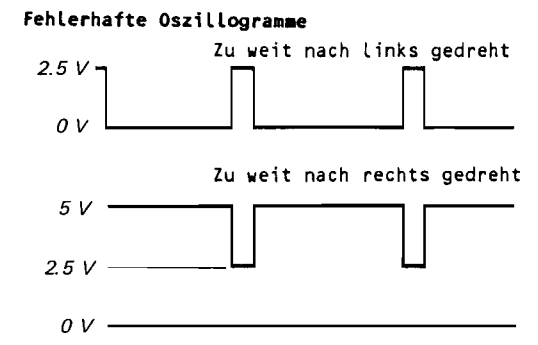 Fehlerhafte Oszillogramme
Zu weit nach links gedreht
2.5 V
0 V
Zu weit nach rechts gedreht
5 V
2.5 V
0 V